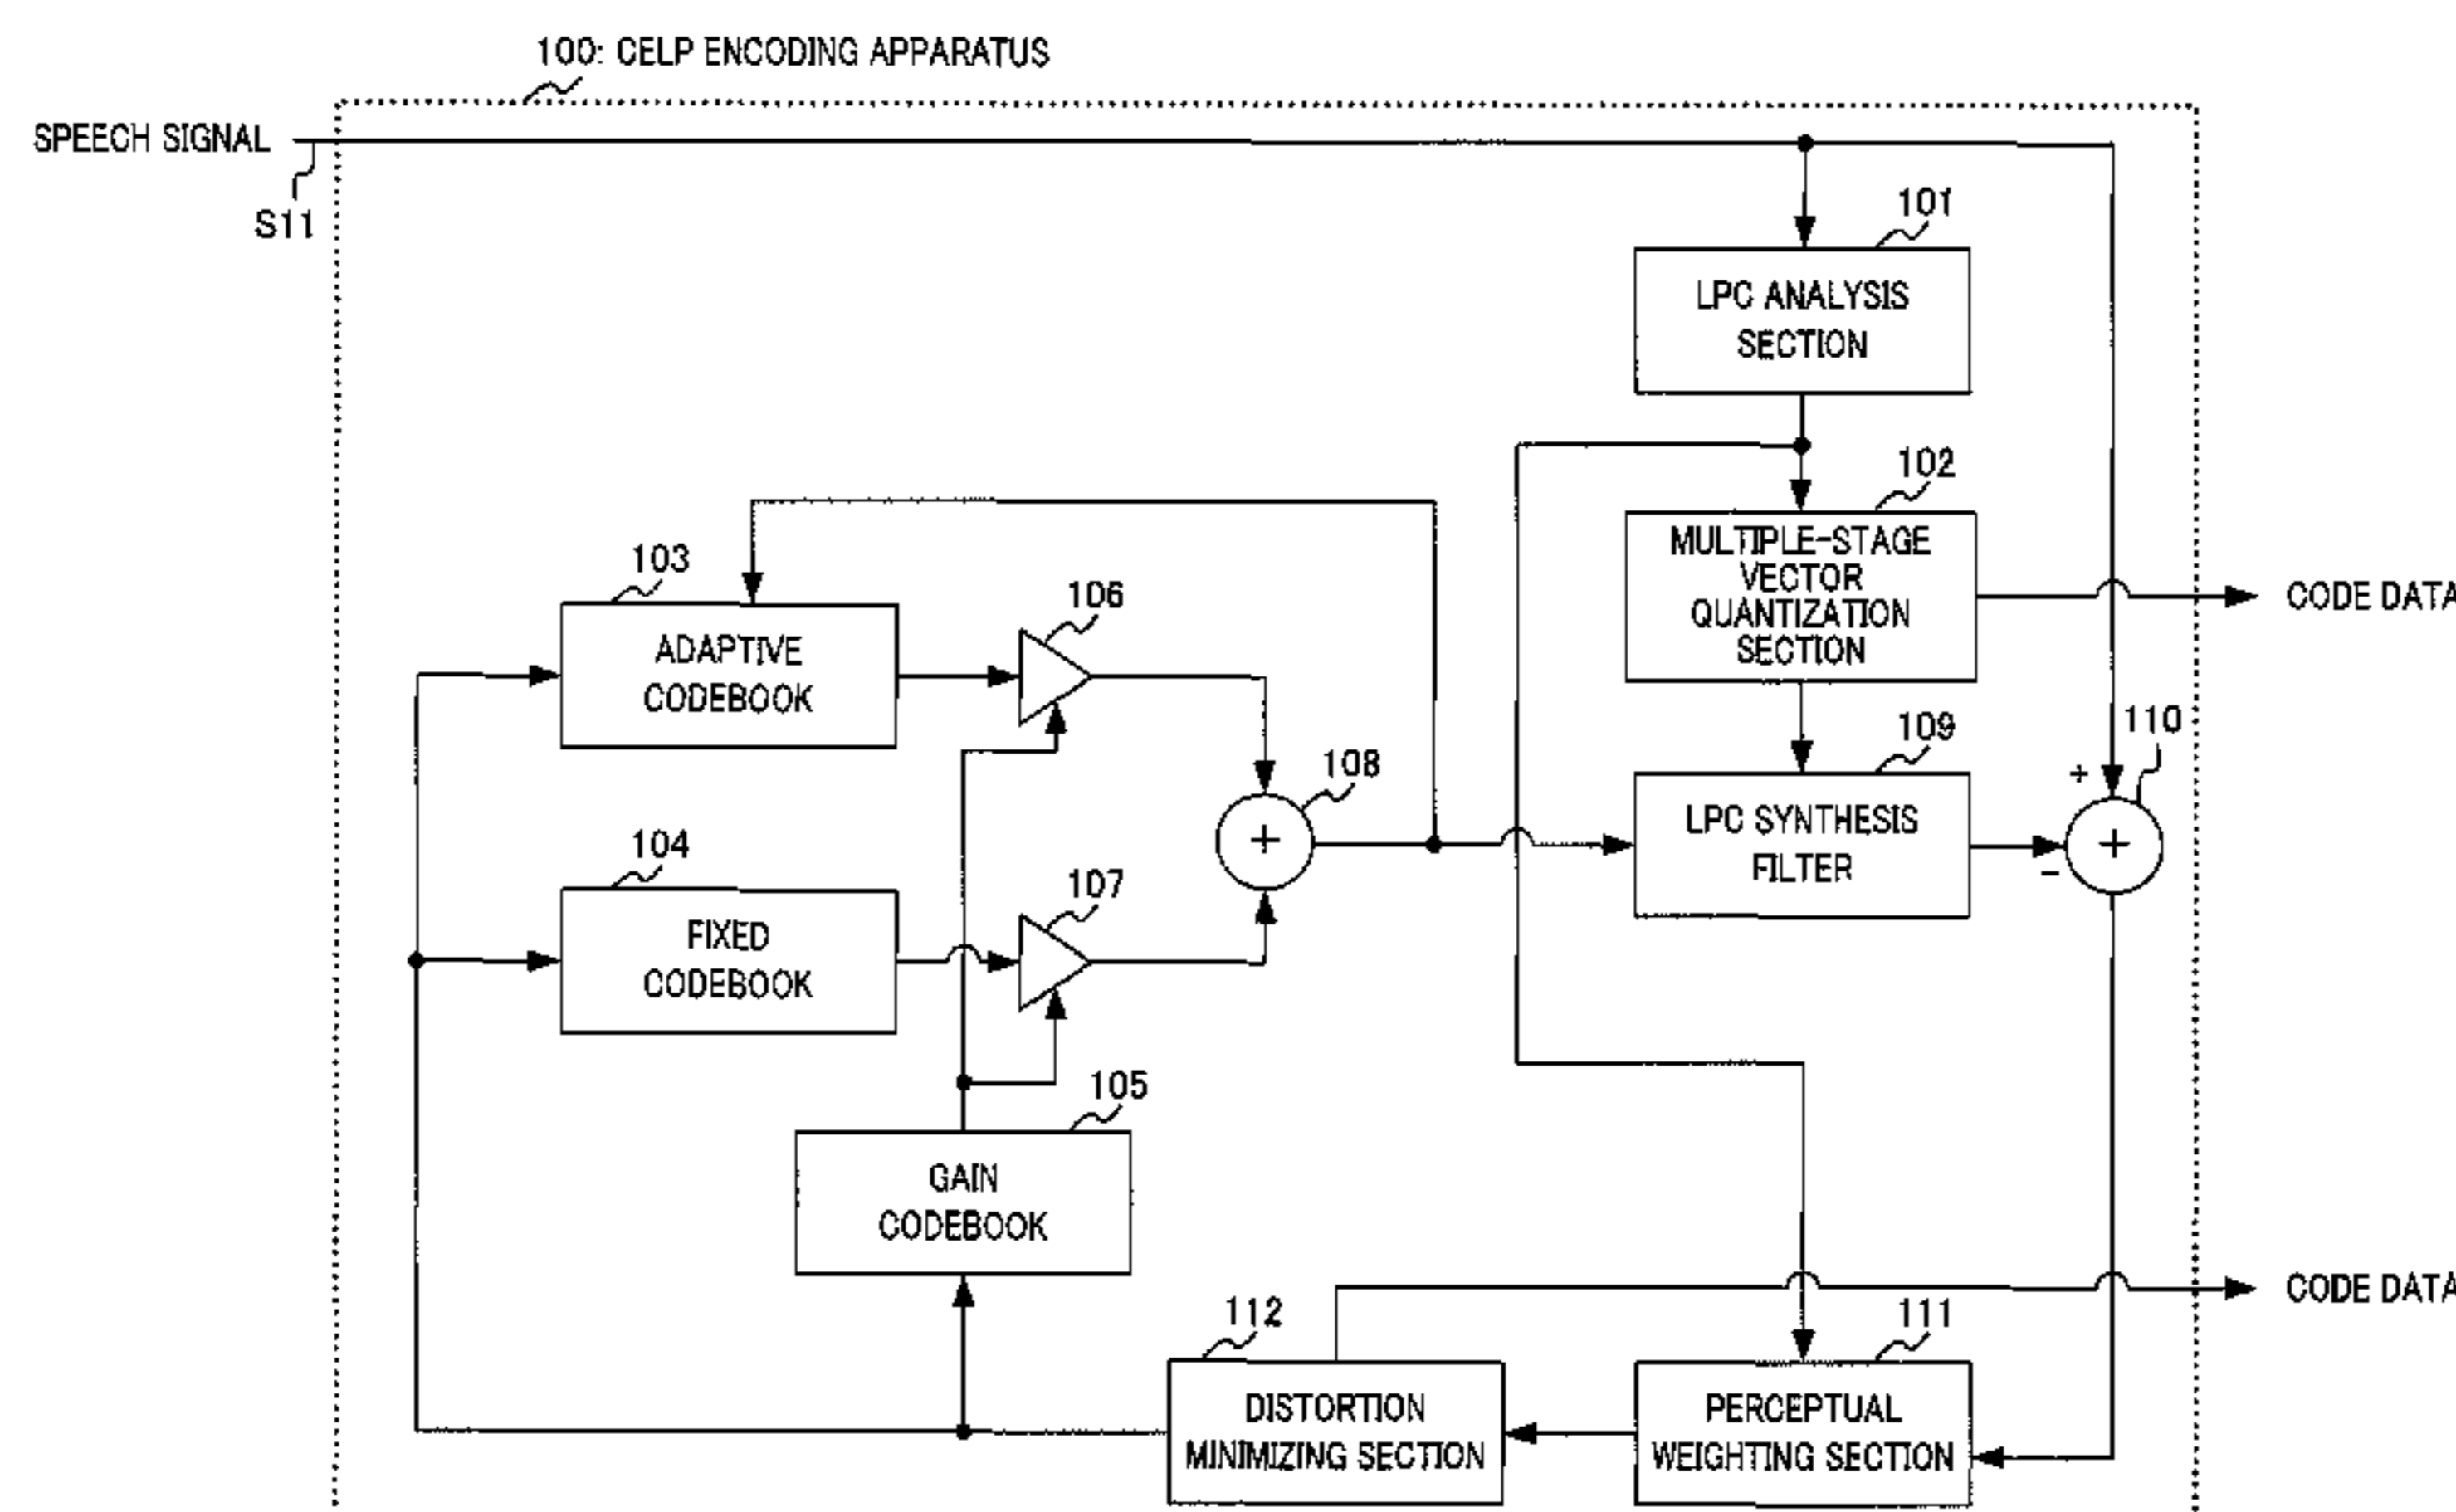 100: CELP ENCODING APPARATUS
SPEECH SIGNAL
S11
101
LPC ANALYSIS
SECTION
102
MULTIPLE-STAGE
VECTOR
QUANTIZATION
SECTION
CODE DATA
103
ADAPTIVE
CODEBOOK
106
108
+
109
LPC SYNTHESIS
FILTER
110
+
-
+
104
FIXED
CODEBOOK
107
105
GAIN
CODEBOOK
CODE DATA
112
DISTORTION
MINIMIZING SECTION
111
PERCEPTUAL
WEIGHTING SECTION